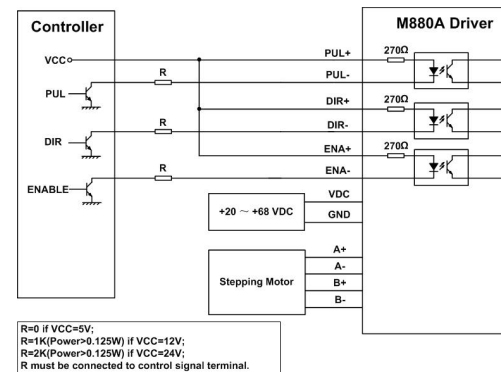 Controller
M880A Driver
VCC
PUL+
270Ω
R
PUL-
PUL
DIR+
270Ω
R
DIR-
DIR
ENA+
270Ω
R
ENA-
ENABLE
VDC
+20 ～ +68 VDC
GND
A+
Stepping Motor
A-
B+
B-
R=0 if VCC=5V;
R=1K(Power>0.125W) if VCC=12V;
R=2K(Power>0.125W) if VCC=24V;
R must be connected to control signal terminal.